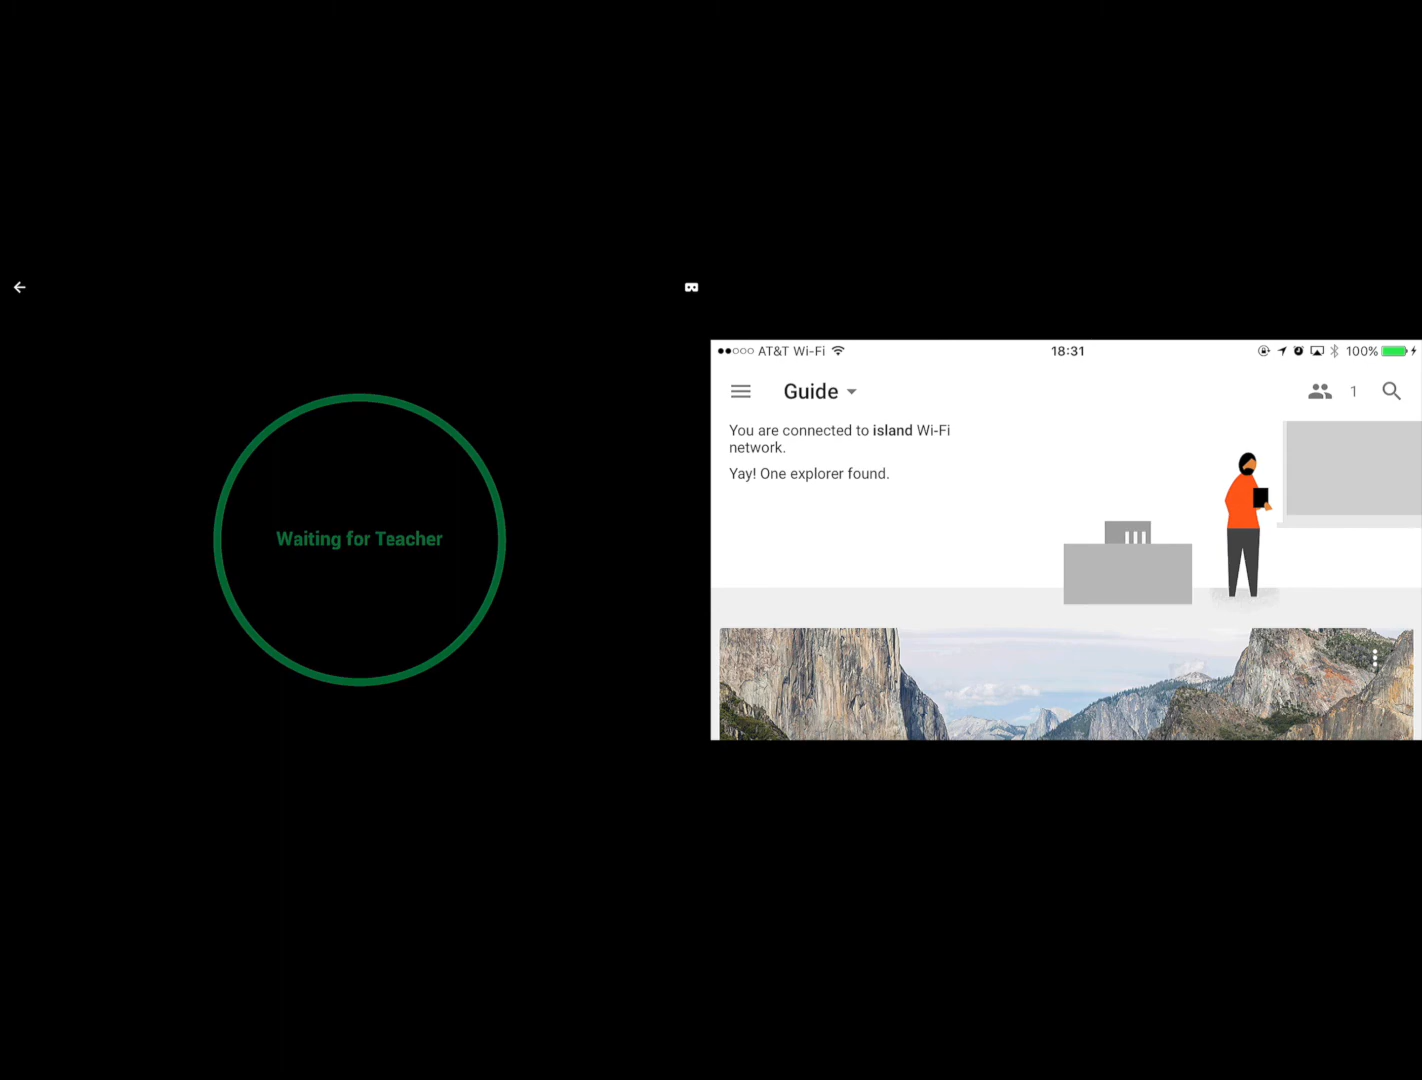 Waiting for Teacher
AT&T Wi-Fi 18:31 100%
Guide 1
You are connected to island Wi-Fi
network.
Yay! One explorer found.